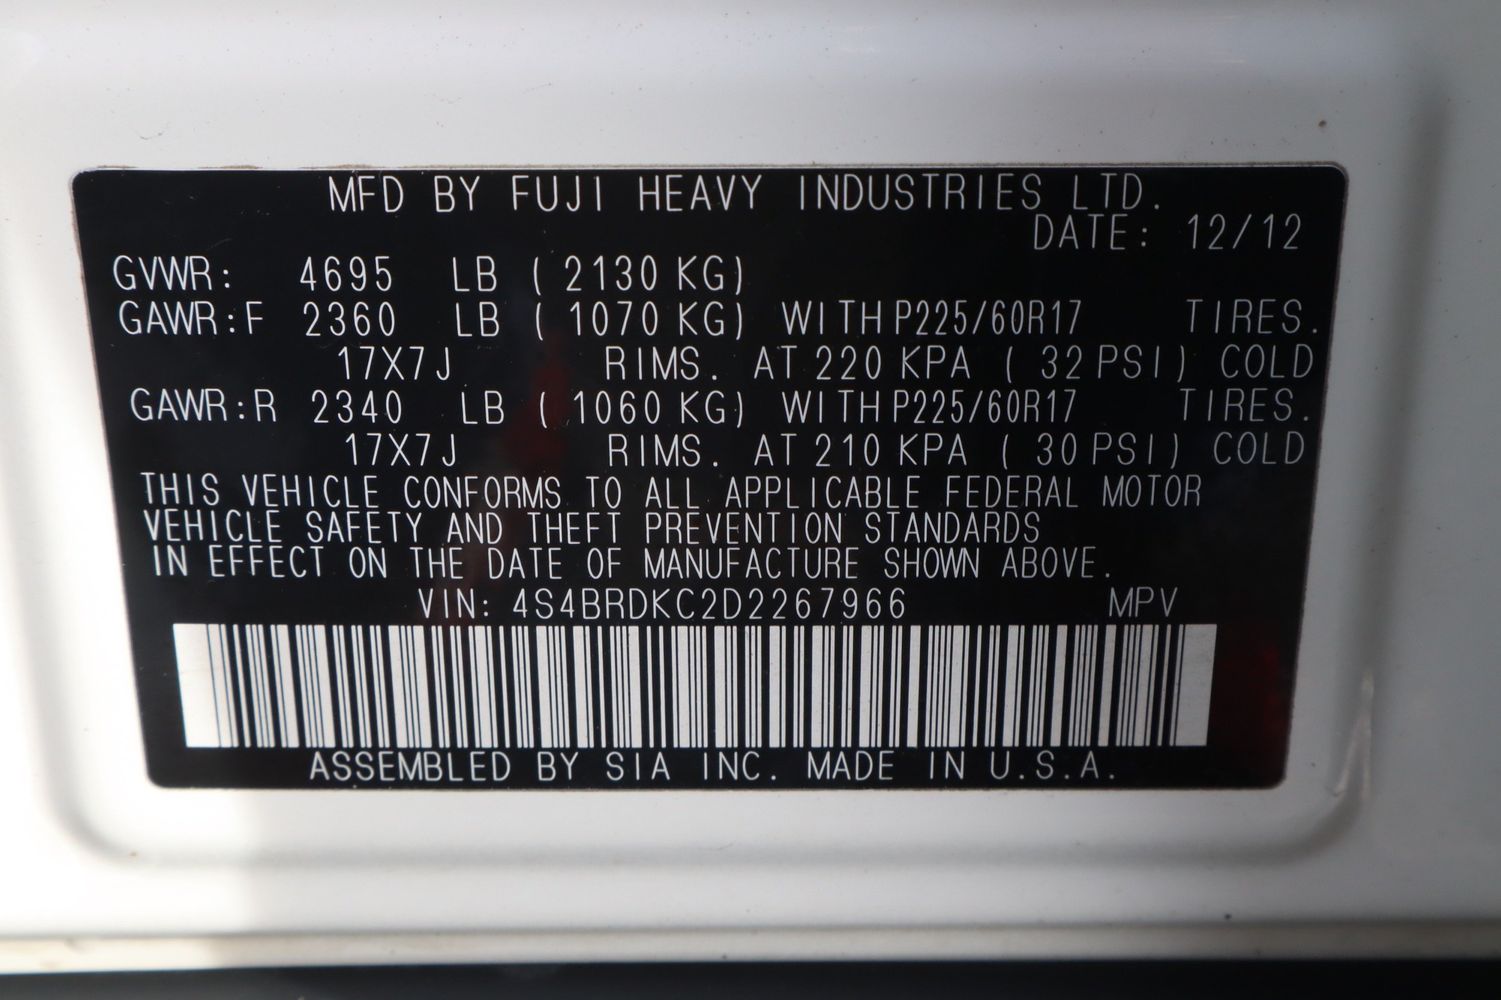 MFD BY FUJI HEAVY INDUSTRIES LTD.
DATE: 12/12
GVWR: 4695 LB ( 2130 KG)
GAWR:F 2360 LB ( 1070 KG) WITH P225/60R17 TIRES.
17X7J RIMS. AT 220 KPA ( 32 PSI) COLD
GAWR:R 2340 LB ( 1060 KG) WITH P225/60R17 TIRES.
17X7J RIMS. AT 210 KPA ( 30 PSI) COLD
THIS VEHICLE CONFORMS TO ALL APPLICABLE FEDERAL MOTOR
VEHICLE SAFETY AND THEFT PREVENTION STANDARDS
IN EFFECT ON THE DATE OF MANUFACTURE SHOWN ABOVE.
VIN: 4S4BRDKC2D2267966 MPV
ASSEMBLED BY SIA INC. MADE IN U.S.A.